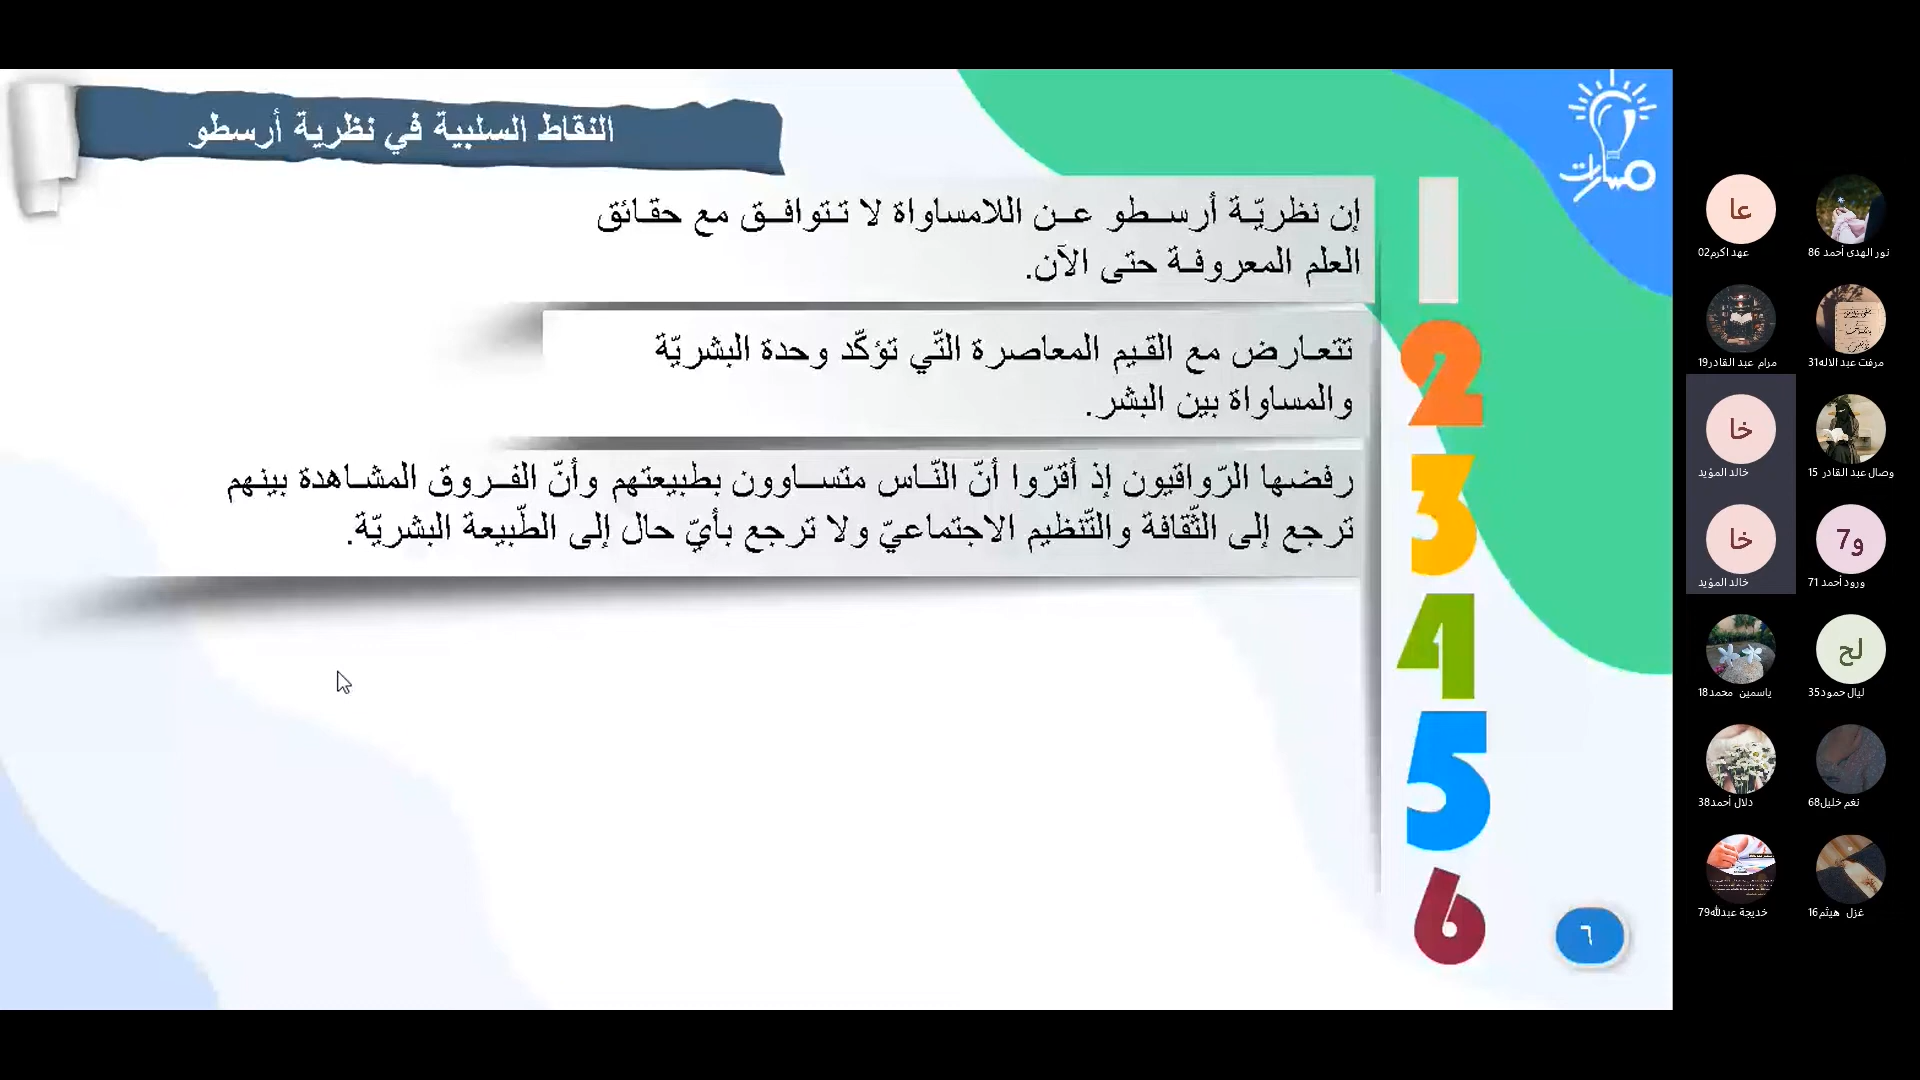 النقاط السلبية في نظرية أرسطو
مسارات
1
إن نظريّة أرسطو عن اللامساواة لا تتوافق مع حقائق
العلم المعروفة حتى الآن.
2
تتعارض مع القيم المعاصرة التّي تؤكّد وحدة البشريّة
والمساواة بين البشر.
3
رفضها الرّواقيون إذ أقرّوا أنّ النّاس متساوون بطبيعتهم وأنّ الفروق المشاهدة بينهم
ترجع إلى الثّقافة والتّنظيم الاجتماعيّ ولا ترجع بأيّ حال إلى الطّبيعة البشريّة.
4
5
6
٦
عا
عهد اكرم02
نور الهدى أحمد 86
مرام عبد القادر19
مرفت عبد الاله31
خا
خالد المؤيد
وصال عبد القادر 15
خا
خالد المؤيد
و7
ورود أحمد 71
ياسمين محمد18
لح
ليال حمود35
دلال أحمد38
نغم خليل68
خديجة عبدالله79
غزل هيثم16